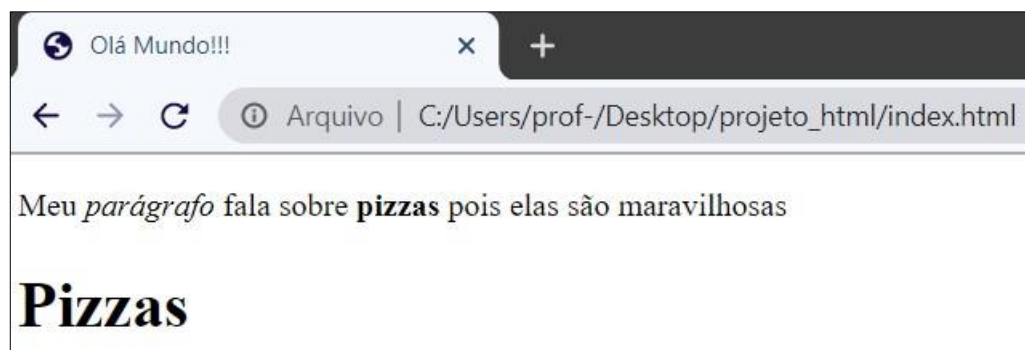 Olá Mundo!!!
Arquivo | C:/Users/prof-/Desktop/projeto_html/index.html
Meu parágrafo fala sobre pizzas pois elas são maravilhosas
Pizzas